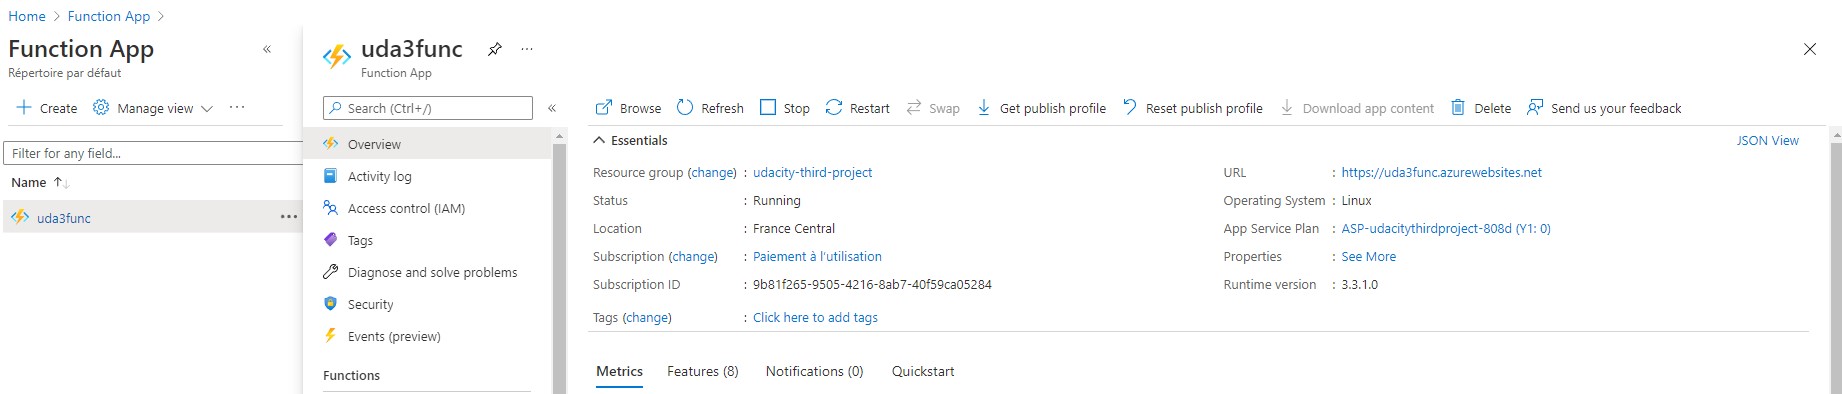 Home > Function App >
Function App
Répertoire par défaut
Create Manage view
Filter for any field...
Name
uda3func
uda3func
Function App
Search (Ctrl+/)
Overview
Activity log
Access control (IAM)
Tags
Diagnose and solve problems
Security
Events (preview)
Functions
Browse Refresh Stop Restart Swap Get publish profile Reset publish profile Download app content Delete Send us your feedback
Essentials JSON View
Resource group (change) : udacity-third-project
Status : Running
Location : France Central
Subscription (change) : Paiement à l'utilisation
Subscription ID : 9b81f265-9505-4216-8ab7-40f59ca05284
Tags (change) : Click here to add tags
URL : https://uda3func.azurewebsites.net
Operating System : Linux
App Service Plan : ASP-udacitythirdproject-808d (Y1: 0)
Properties : See More
Runtime version : 3.3.1.0
Metrics Features (8) Notifications (0) Quickstart